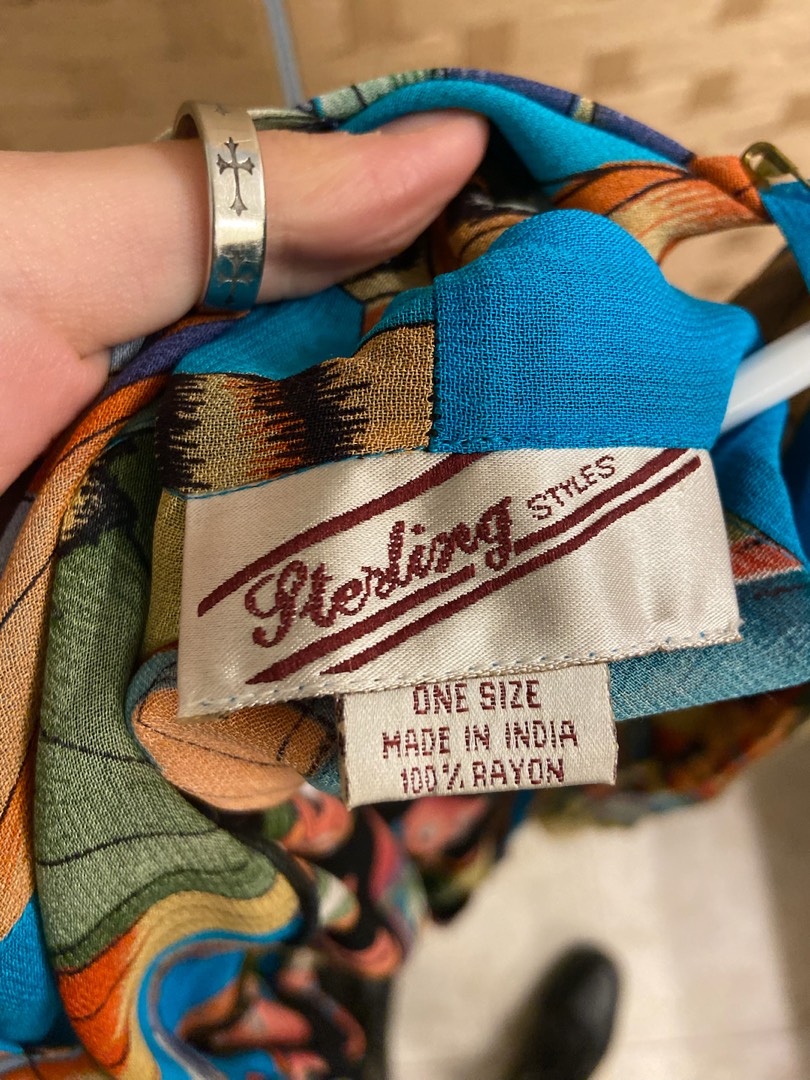 Sterling STYLES
ONE SIZE
MADE IN INDIA
100% RAYON